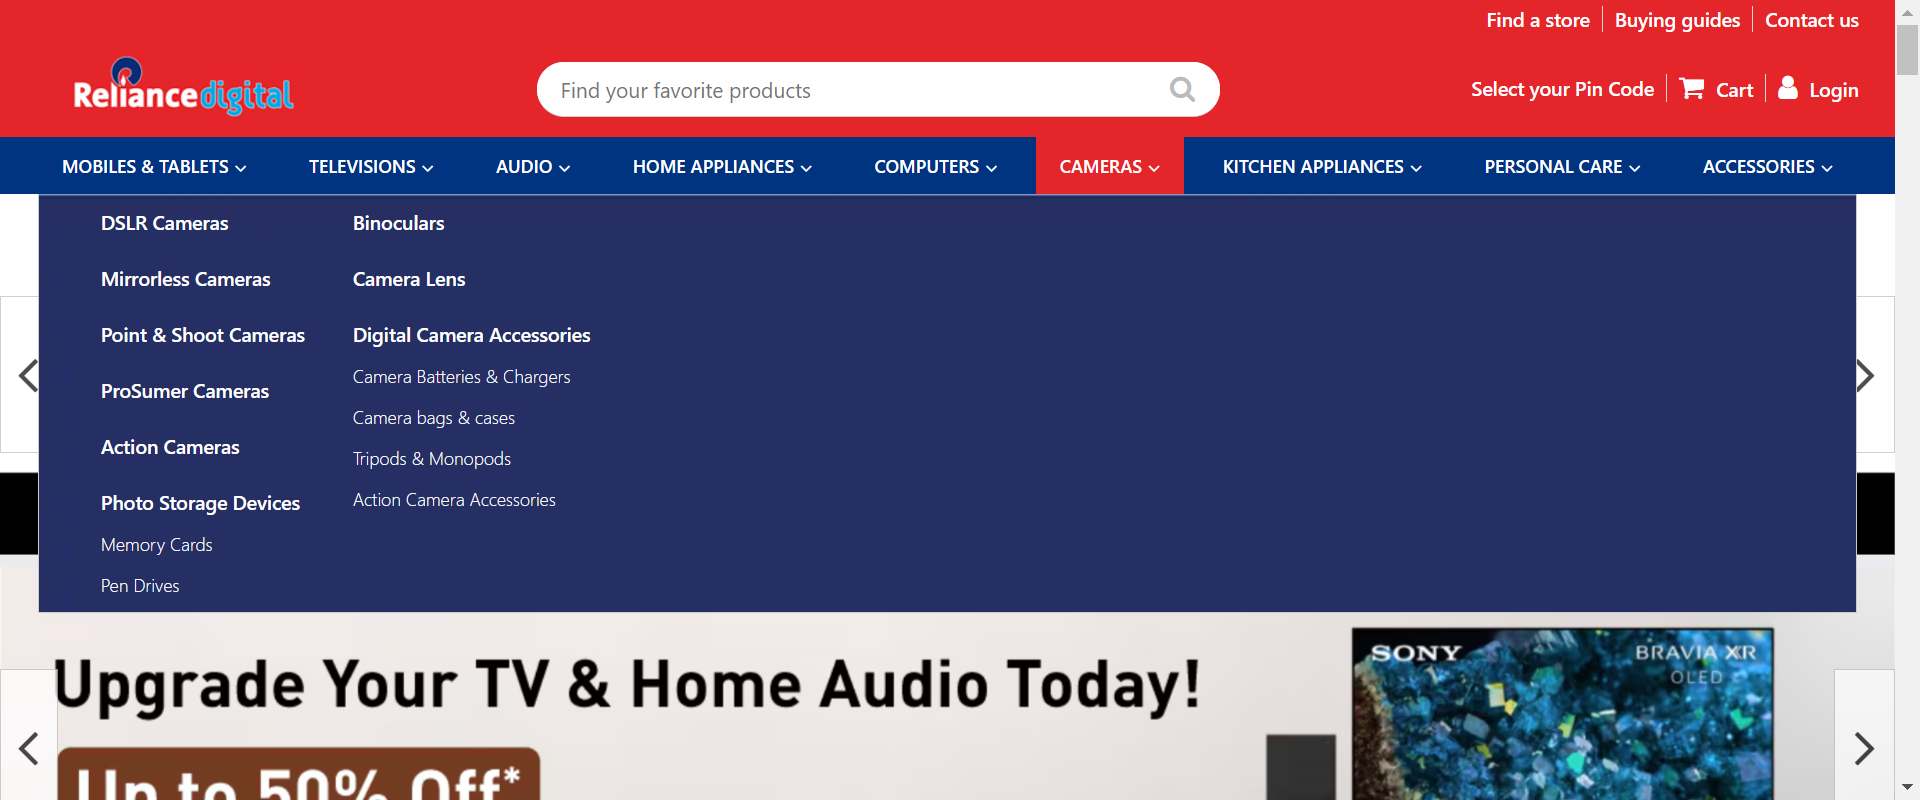 Find a store
Buying guides
Contact us
Reliance digital
Find your favorite products
Select your Pin Code
Cart
Login
MOBILES & TABLETS
TELEVISIONS
AUDIO
HOME APPLIANCES
COMPUTERS
CAMERAS
KITCHEN APPLIANCES
PERSONAL CARE
ACCESSORIES
DSLR Cameras
Mirrorless Cameras
Point & Shoot Cameras
ProSumer Cameras
Action Cameras
Photo Storage Devices
Memory Cards
Pen Drives
Binoculars
Camera Lens
Digital Camera Accessories
Camera Batteries & Chargers
Camera bags & cases
Tripods & Monopods
Action Camera Accessories
Upgrade Your TV & Home Audio Today!
Up to 50% Off*
SONY
BRAVIA XR
OLED